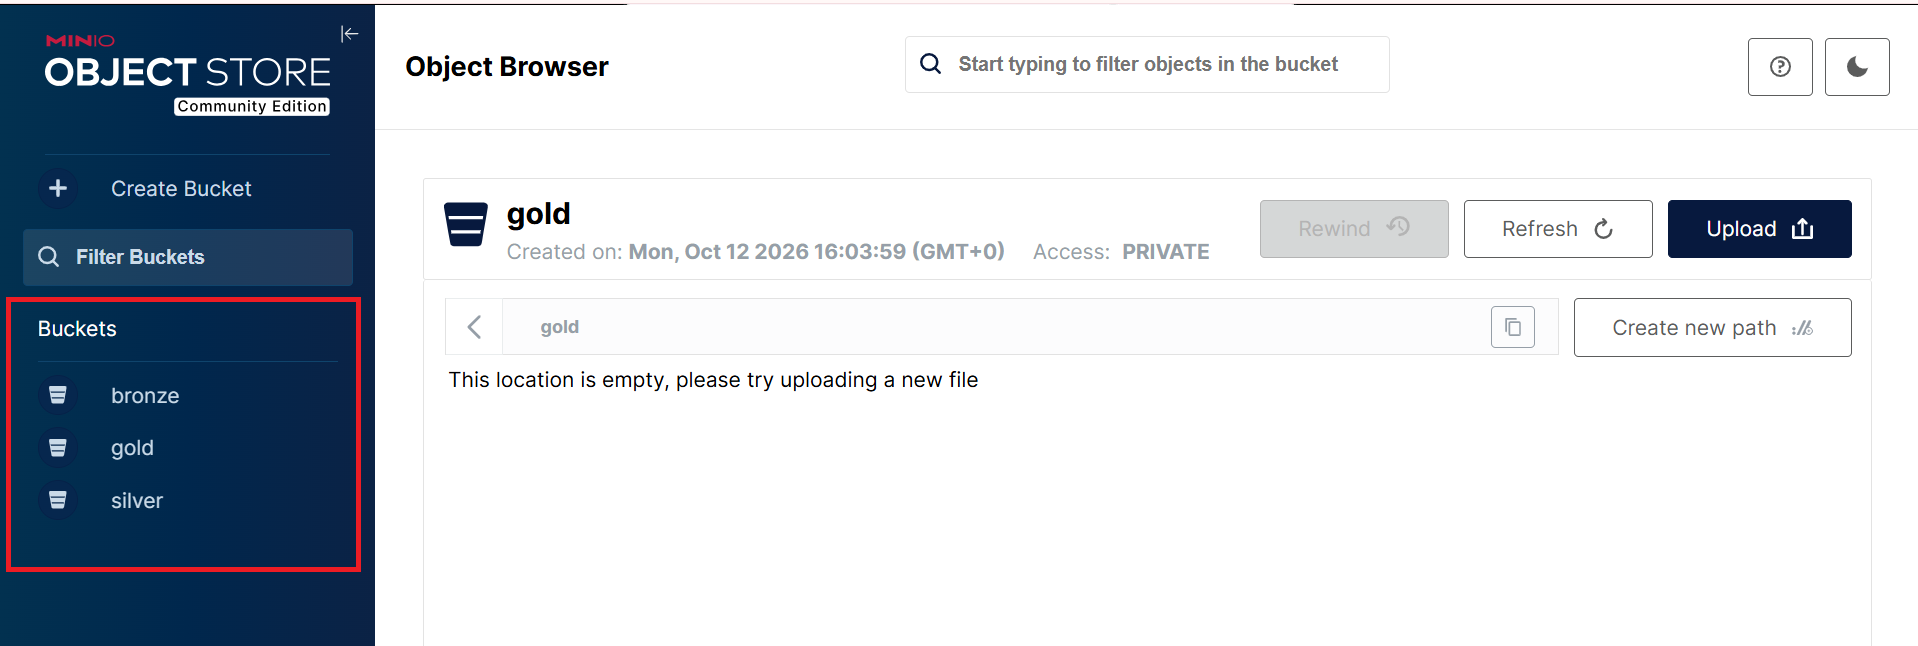 MINIO
OBJECT STORE
Community Edition
Create Bucket
Filter Buckets
Buckets
bronze
gold
silver
Object Browser
Start typing to filter objects in the bucket
gold
Created on: Mon, Oct 12 2026 16:03:59 (GMT+0) Access: PRIVATE
Rewind
Refresh
Upload
gold
Create new path
This location is empty, please try uploading a new file